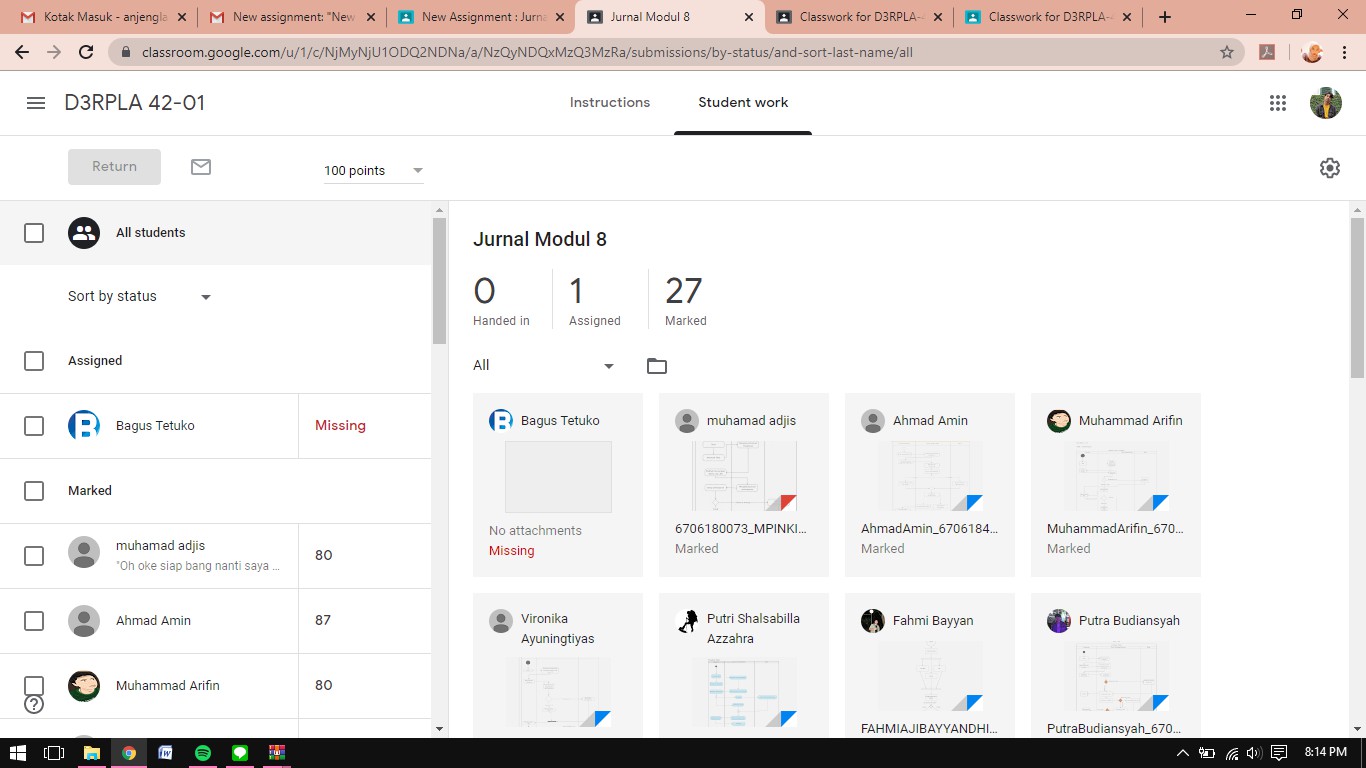 Kotak Masuk - anjengla
New assignment: "New
New Assignment : Jurna
Jurnal Modul 8
Classwork for D3RPLA-4
Classwork for D3RPLA-4
classroom.google.com/u/1/c/NjMyNjU1ODQ2NDNa/a/NzQyNDQxMzQ3MzRa/submissions/by-status/and-sort-last-name/all
D3RPLA 42-01
Instructions
Student work
Return
100 points
All students
Sort by status
Assigned
Bagus Tetuko
Missing
Marked
muhamad adjis
"Oh oke siap bang nanti saya ...
80
Ahmad Amin
87
Muhammad Arifin
80
Jurnal Modul 8
0
Handed in
1
Assigned
27
Marked
All
Bagus Tetuko
No attachments
Missing
muhamad adjis
6706180073_MPINKI...
Marked
Ahmad Amin
AhmadAmin_6706184...
Marked
Muhammad Arifin
MuhammadArifin_670...
Marked
Vironika
Ayuningtiyas
Putri Shalsabilla
Azzahra
Fahmi Bayyan
FAHMIAJIBAYYANDHI...
Putra Budiansyah
PutraBudiansyah_670...
8:14 PM